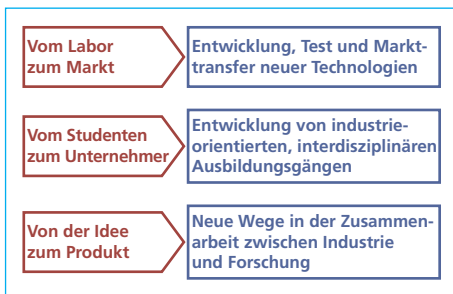 Vom Labor
zum Markt
Entwicklung, Test und Markt-
transfer neuer Technologien
Vom Studenten
zum Unternehmer
Entwicklung von industrie-
orientierten, interdisziplinären
Ausbildungsgängen
Von der Idee
zum Produkt
Neue Wege in der Zusammen-
arbeit zwischen Industrie
und Forschung